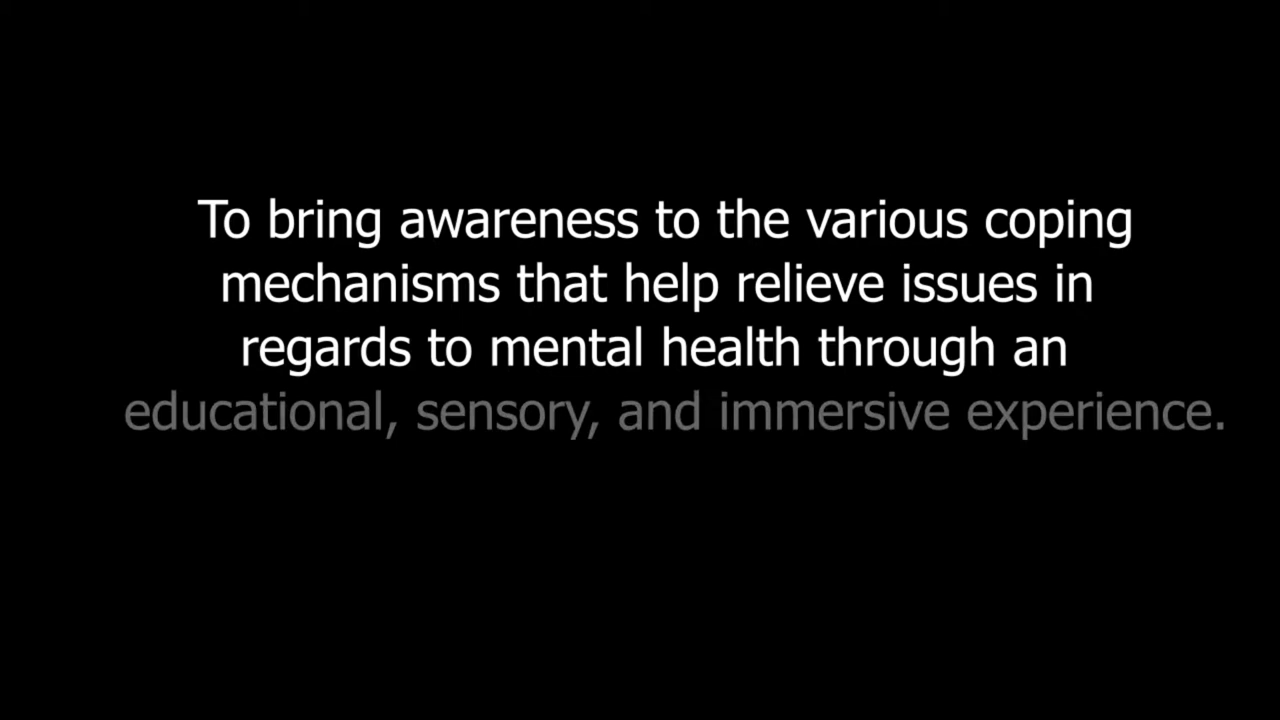 To bring awareness to the various coping
mechanisms that help relieve issues in
regards to mental health through an
educational, sensory, and immersive experience.